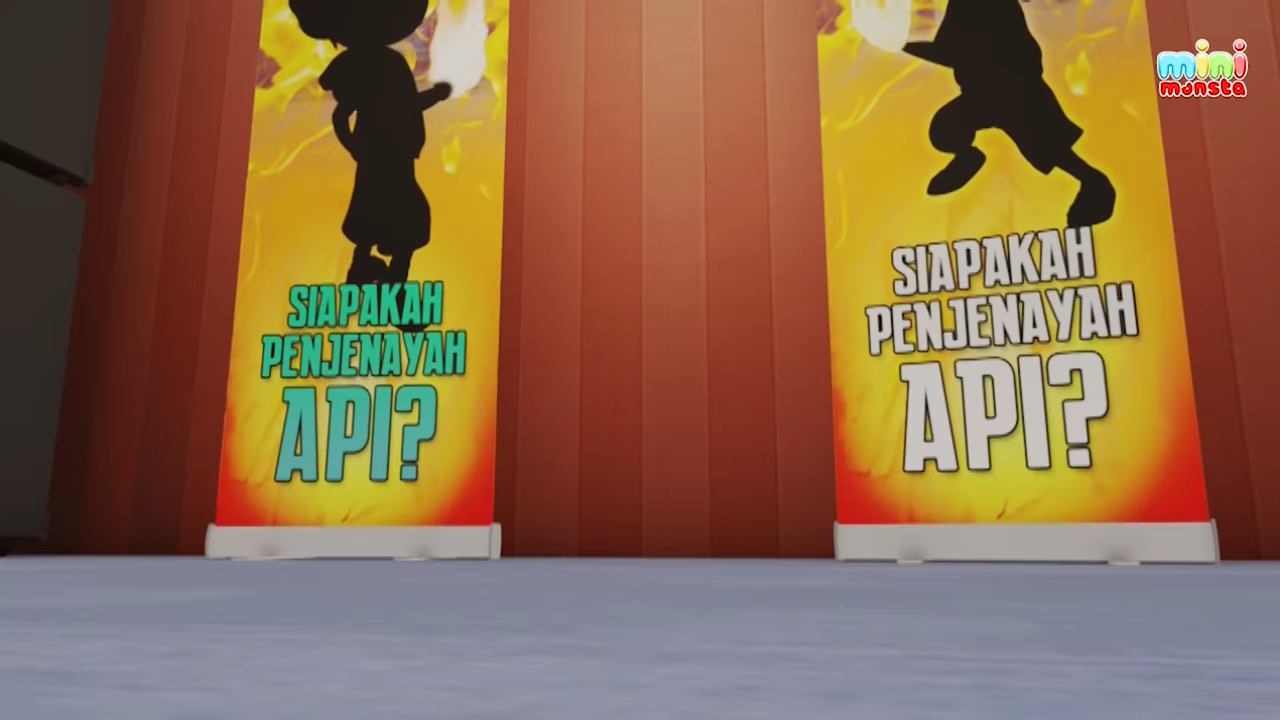 mini
monsta
SIAPAKAH
PENJENAYAH
API?
SIAPAKAH
PENJENAYAH
API?